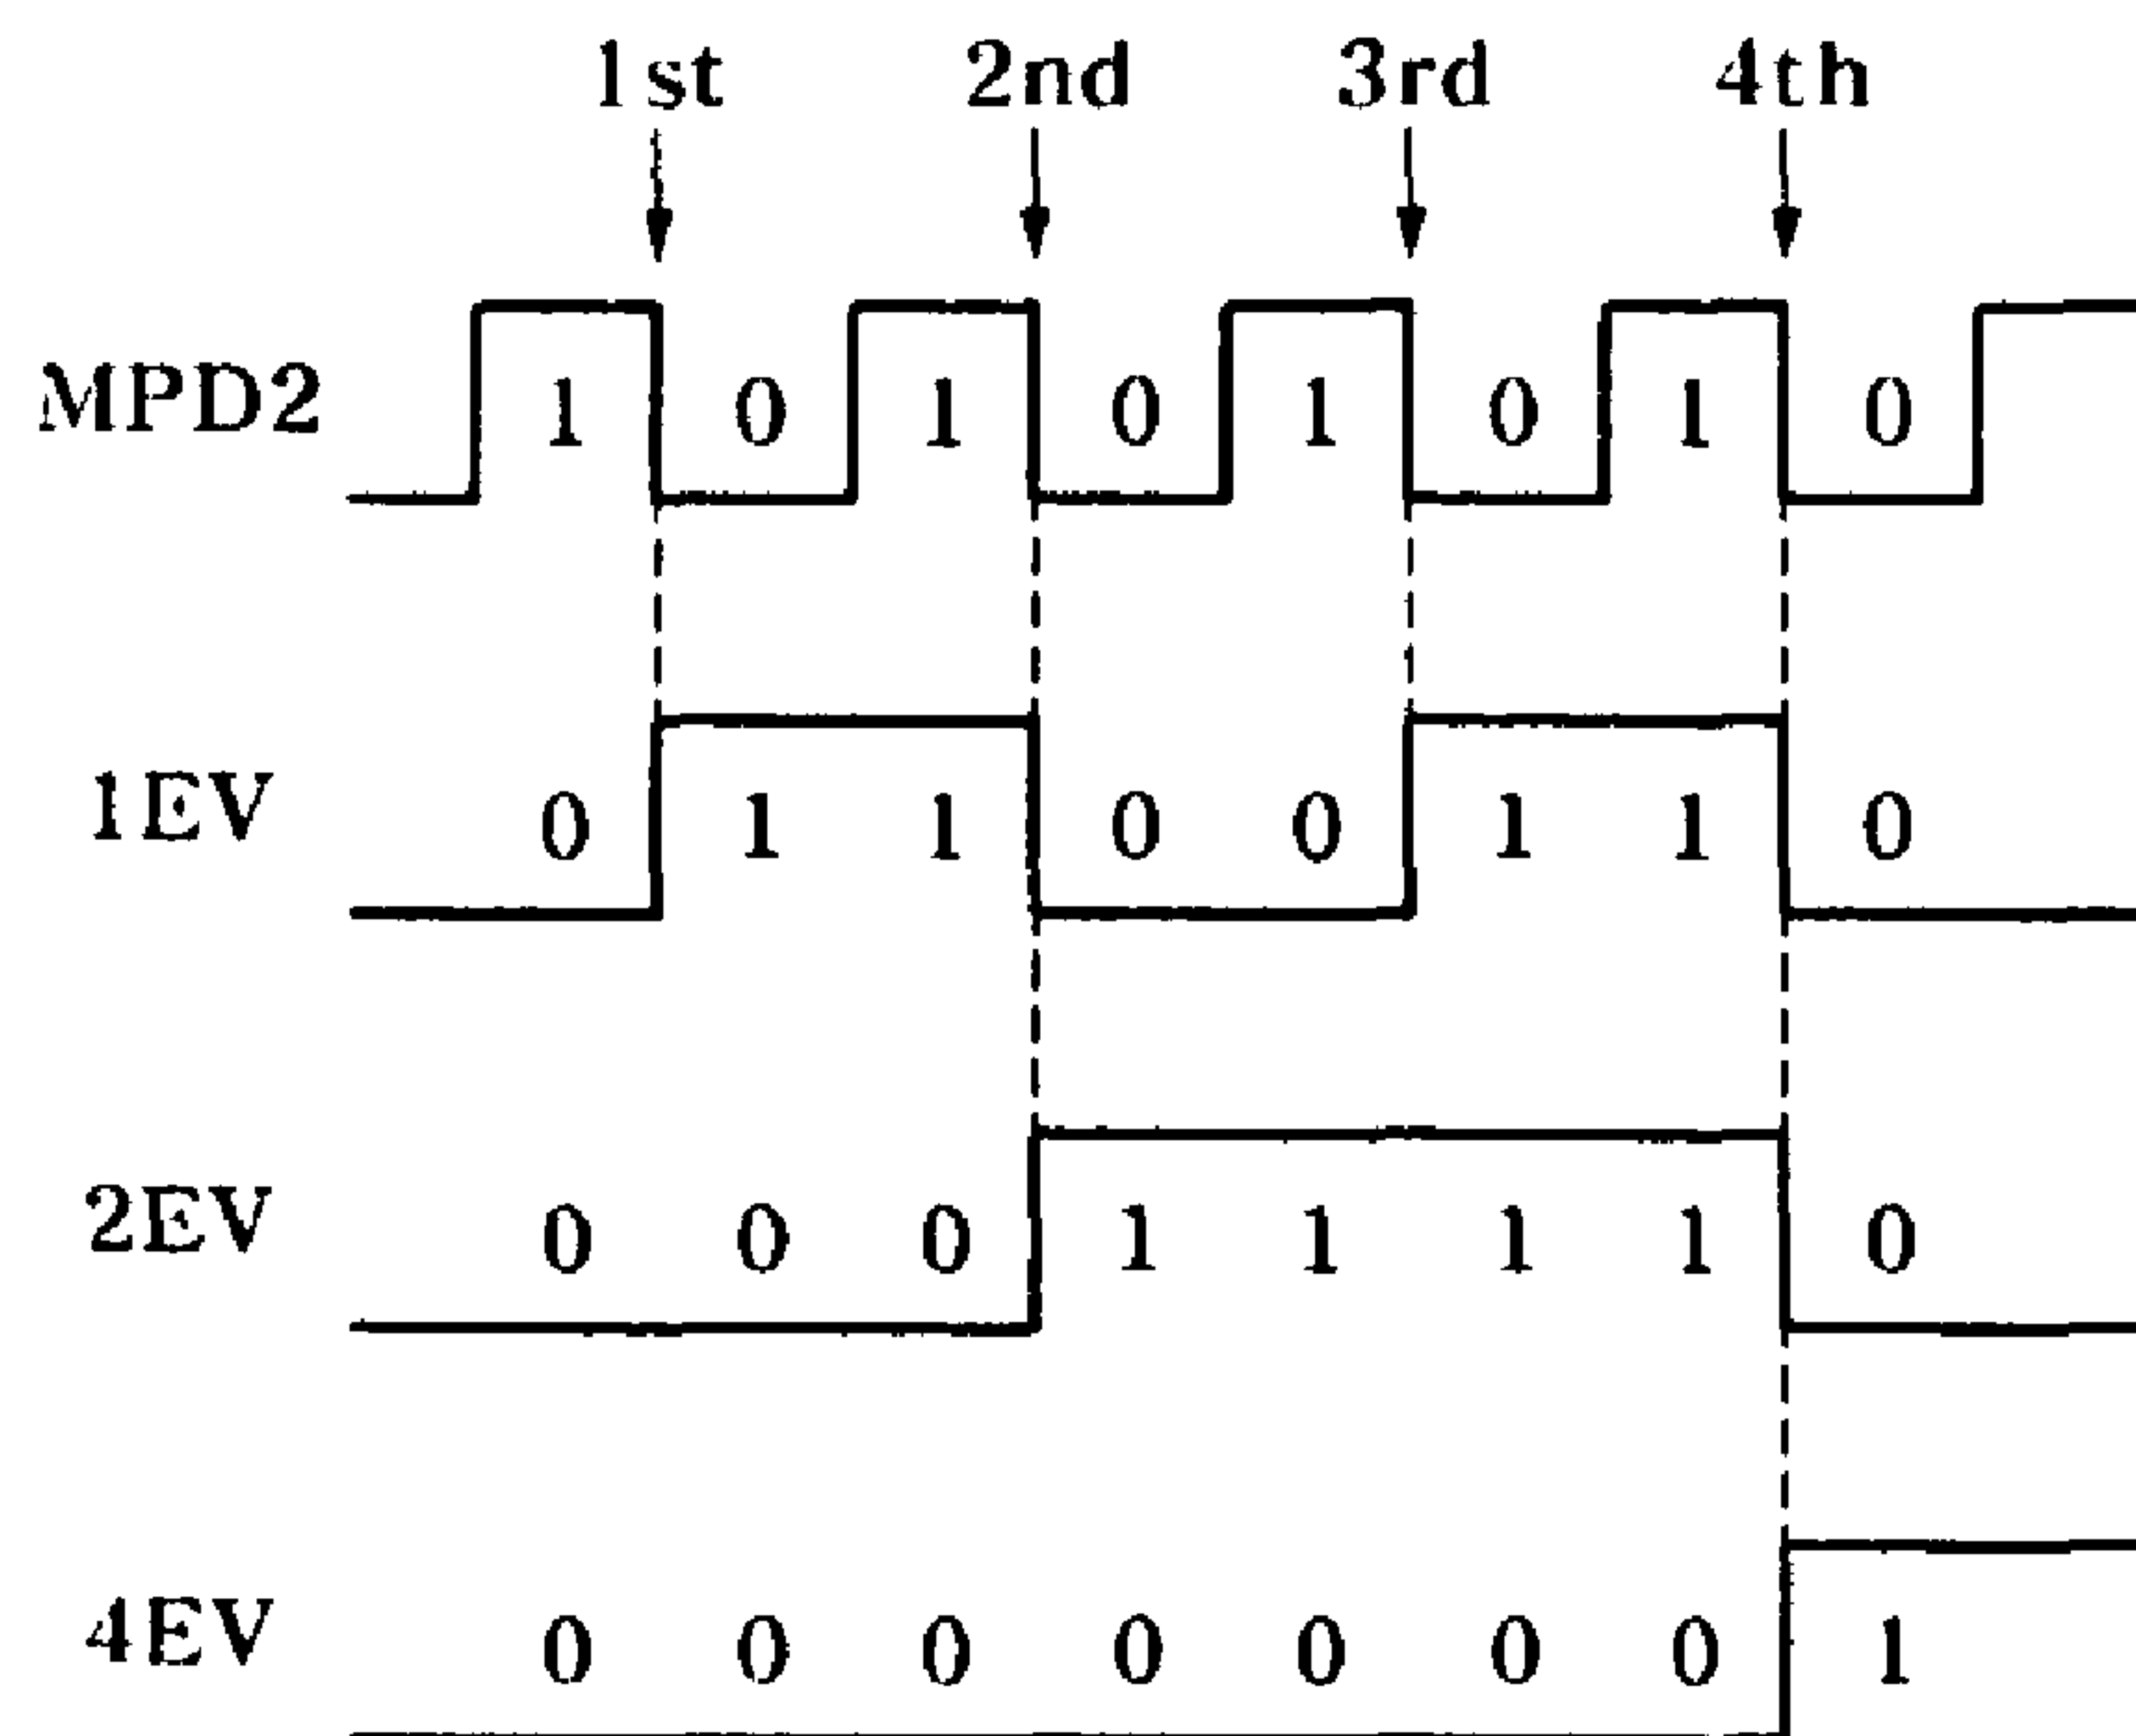 1st 2nd 3rd 4th
MPD2 1 0 1 0 1 0 1 0
1EV 0 1 1 0 0 1 1 0
2EV 0 0 0 1 1 1 1 0
4EV 0 0 0 0 0 0 0 1